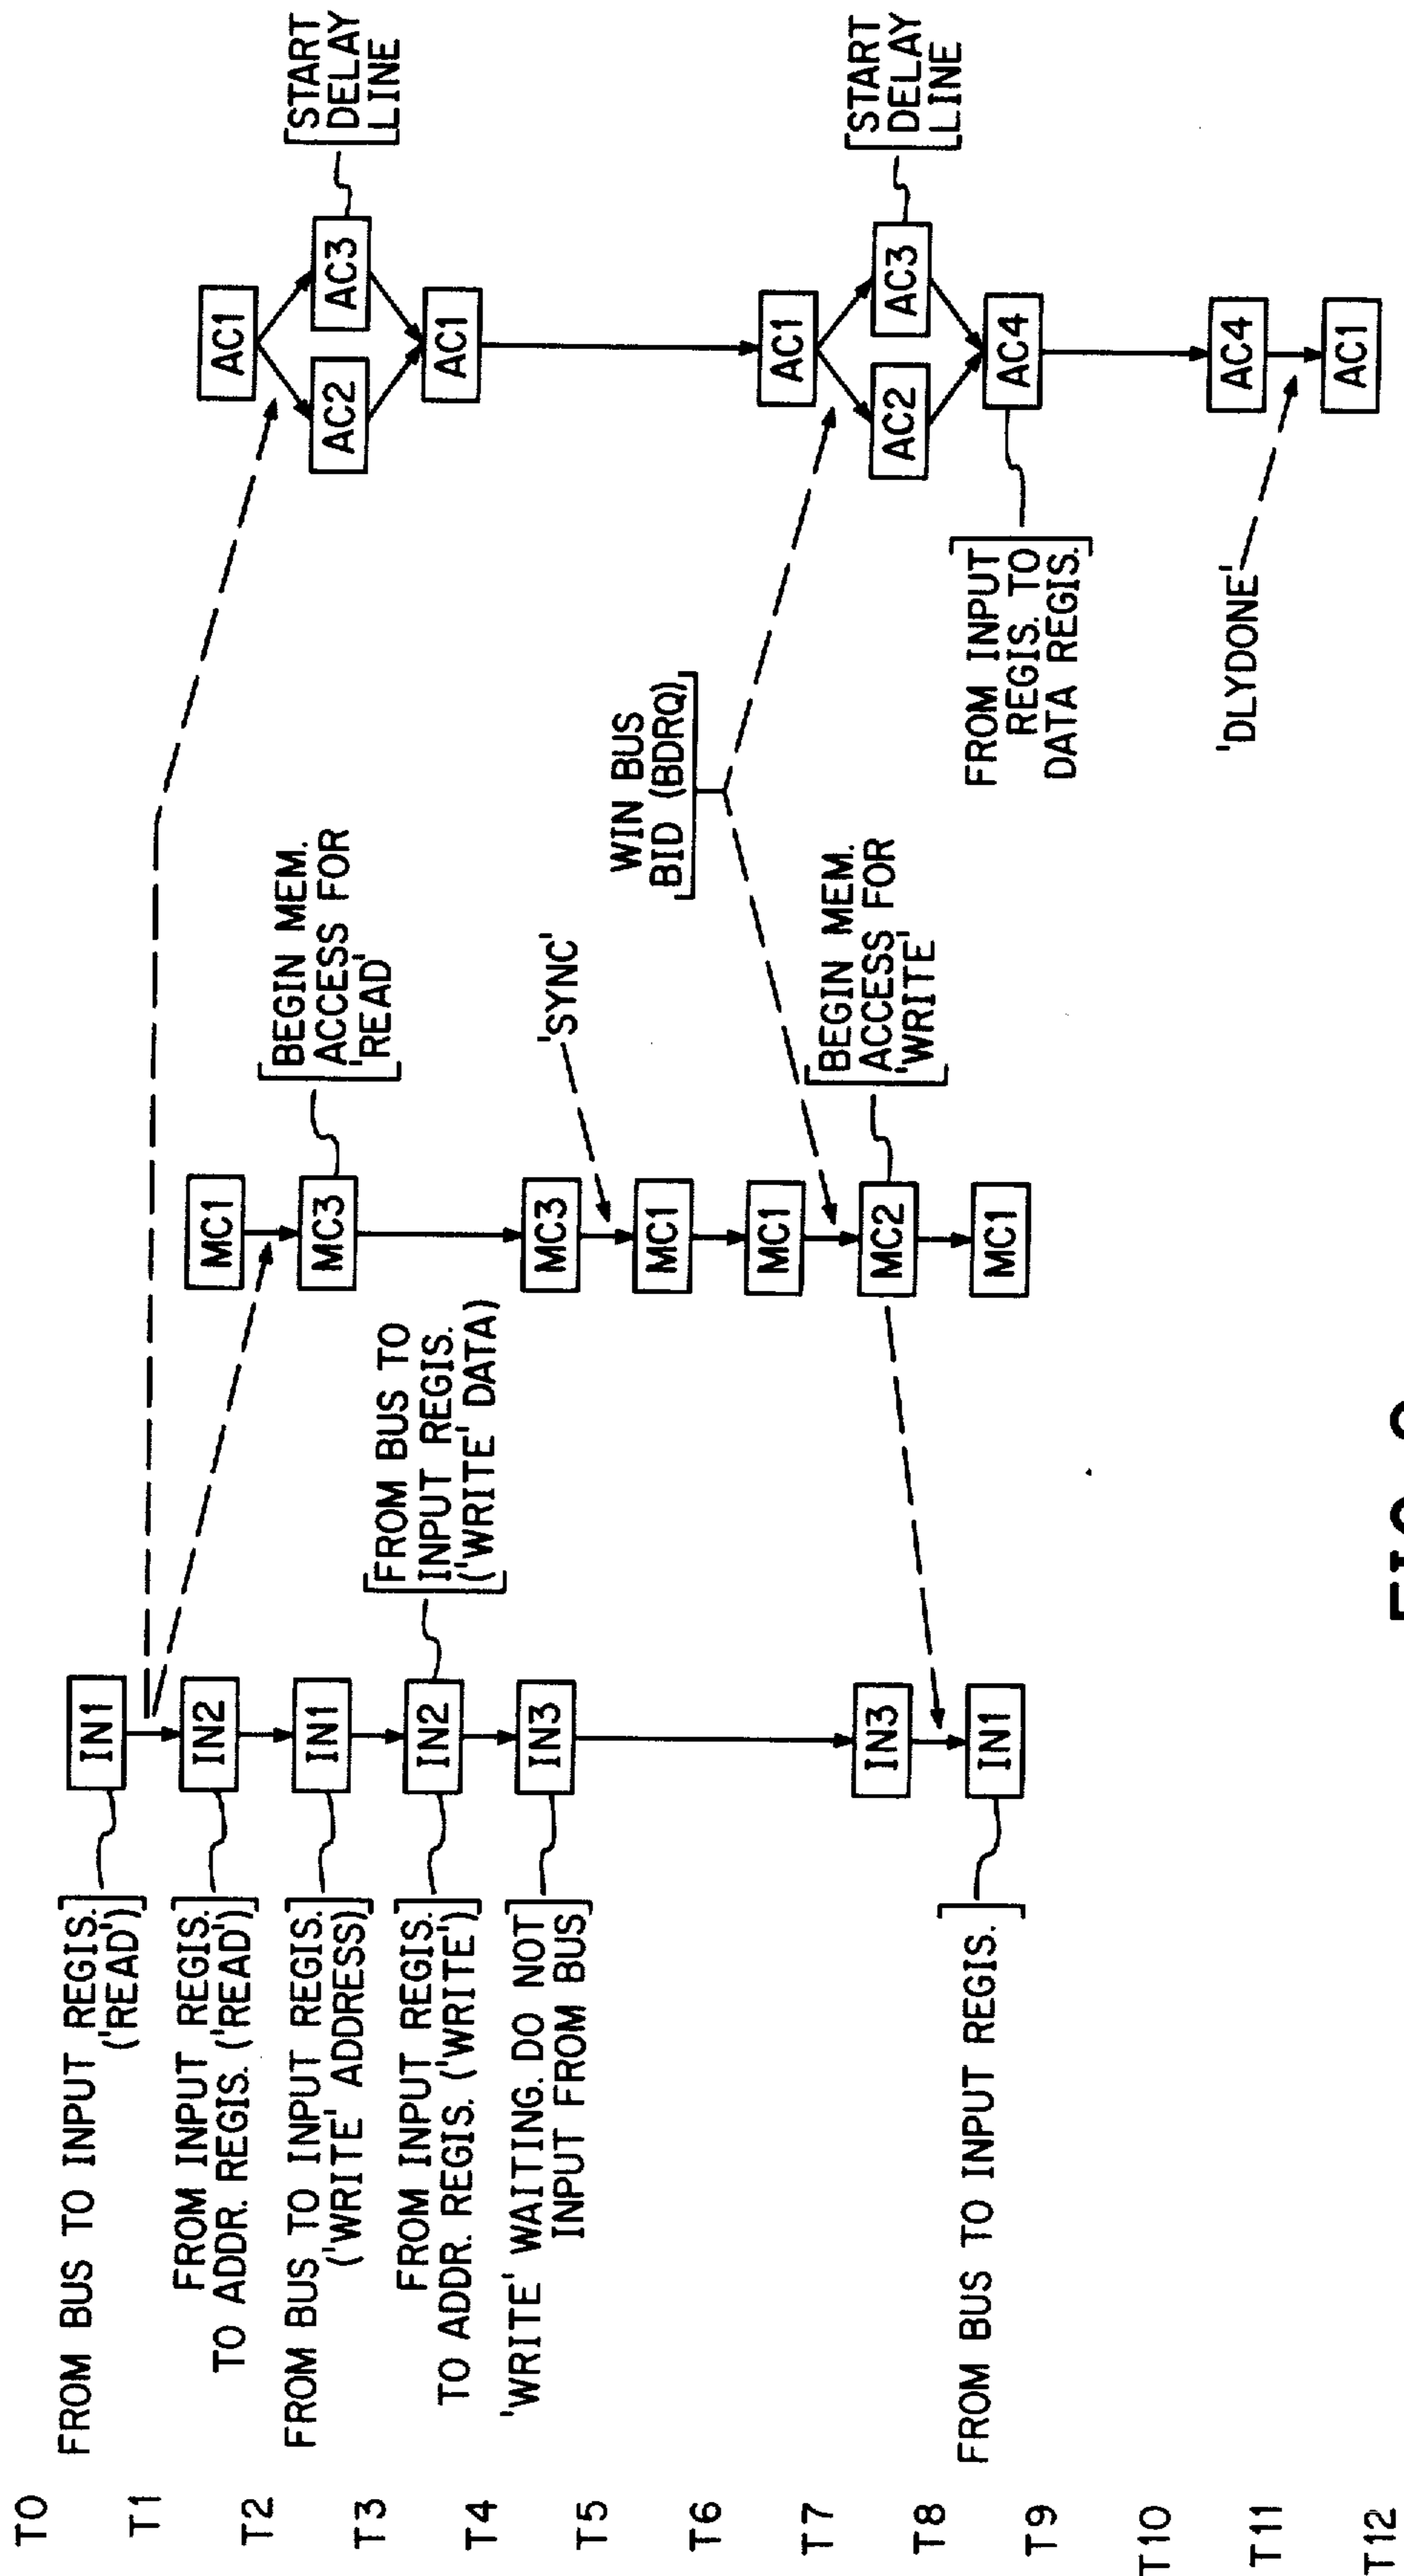 T0
FROM BUS TO INPUT REGIS.
('READ')
IN1
T1
FROM INPUT REGIS.
TO ADDR. REGIS. ('READ')
IN2
MC1
AC1
T2
FROM BUS TO INPUT REGIS.
('WRITE' ADDRESS)
IN1
MC3
BEGIN MEM.
ACCESS FOR
'READ'
AC2
AC3
START
DELAY
LINE
T3
FROM INPUT REGIS.
TO ADDR. REGIS. ('WRITE')
IN2
FROM BUS TO
INPUT REGIS.
('WRITE' DATA)
AC1
T4
'WRITE' WAITING. DO NOT
INPUT FROM BUS
IN3
MC3
'SYNC'
T5
MC1
WIN BUS
BID (BDRQ)
T6
MC1
AC1
T7
IN3
MC2
BEGIN MEM.
ACCESS FOR
'WRITE'
AC2
AC3
START
DELAY
LINE
T8
FROM BUS TO INPUT REGIS.
IN1
MC1
FROM INPUT
REGIS. TO
DATA REGIS.
AC4
T9
T10
'DLYDONE'
AC4
T11
AC1
T12